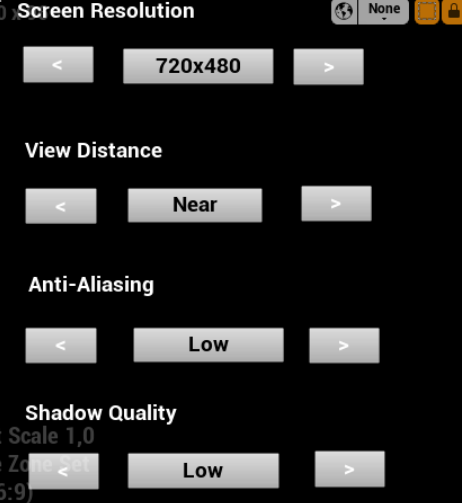 Screen Resolution
None
< 720x480 >
View Distance
< Near >
Anti-Aliasing
< Low >
Shadow Quality
Scale 1,0
< Low >
Zone Set
:9)